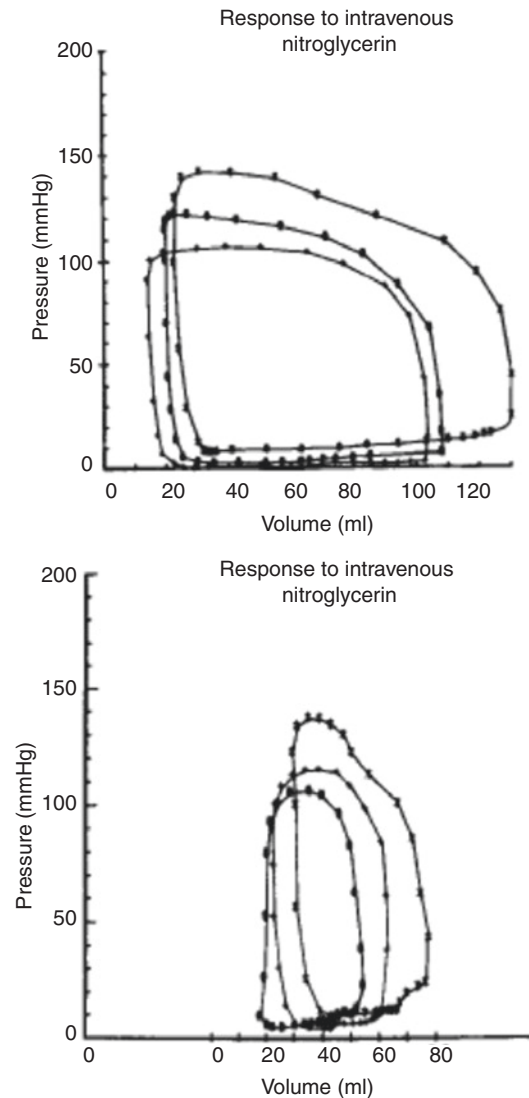 Response to intravenous
nitroglycerin
200
150
100
50
0
Pressure (mmHg)
0 20 40 60 80 100 120
Volume (ml)
Response to intravenous
nitroglycerin
200
150
100
50
0
Pressure (mmHg)
0 0 20 40 60 80
Volume (ml)